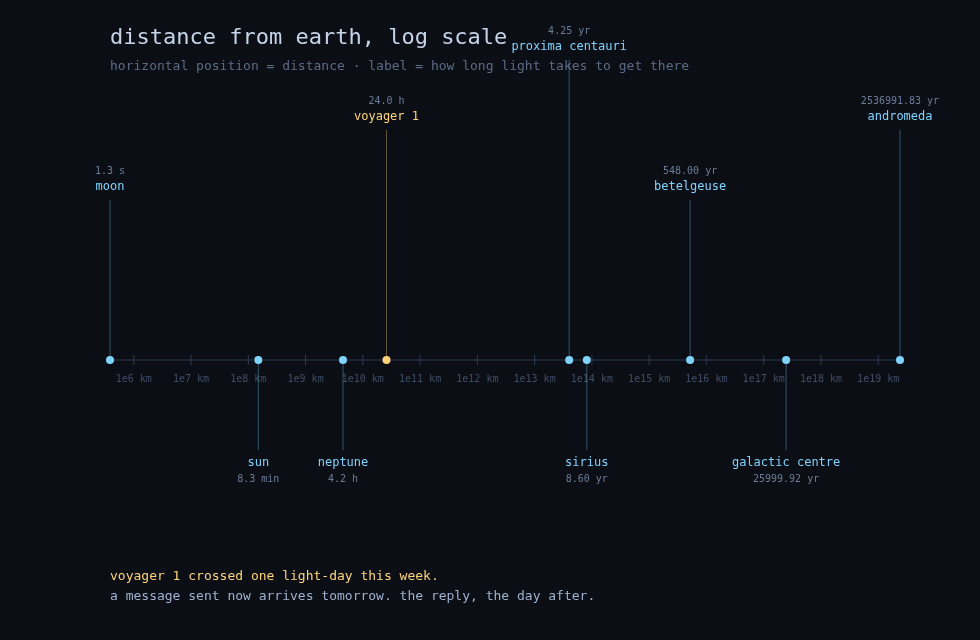 distance from earth, log scale
4.25 yr
proxima centauri
horizontal position = distance · label = how long light takes to get there
24.0 h
voyager 1
2536991.83 yr
andromeda
1.3 s
moon
548.00 yr
betelgeuse
1e6 km 1e7 km 1e8 km 1e9 km 1e10 km 1e11 km 1e12 km 1e13 km 1e14 km 1e15 km 1e16 km 1e17 km 1e18 km 1e19 km
sun
8.3 min
neptune
4.2 h
sirius
8.60 yr
galactic centre
25999.92 yr
voyager 1 crossed one light-day this week.
a message sent now arrives tomorrow. the reply, the day after.